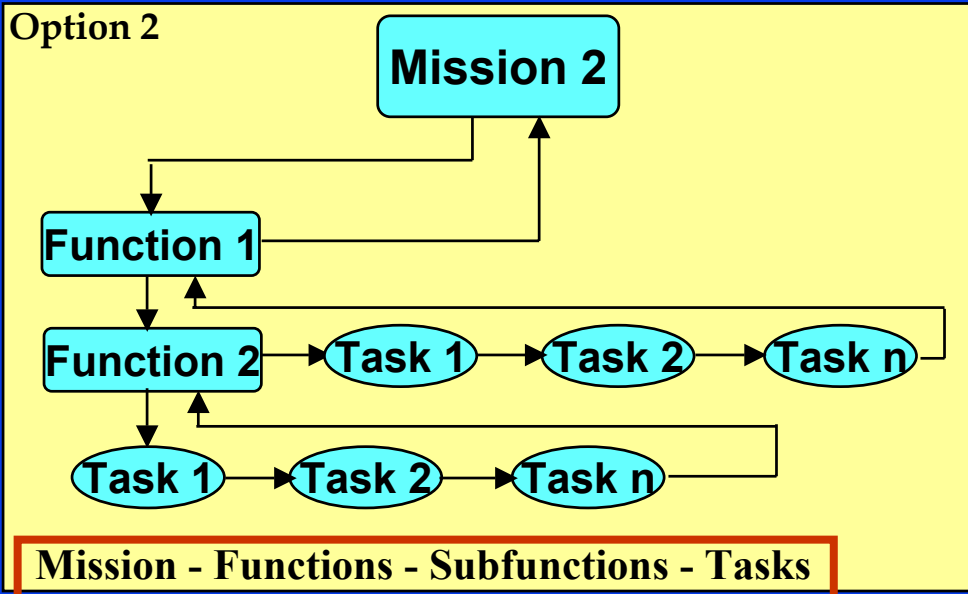 Option 2
Mission 2
Function 1
Function 2
Task 1
Task 2
Task n
Task 1
Task 2
Task n
Mission - Functions - Subfunctions - Tasks